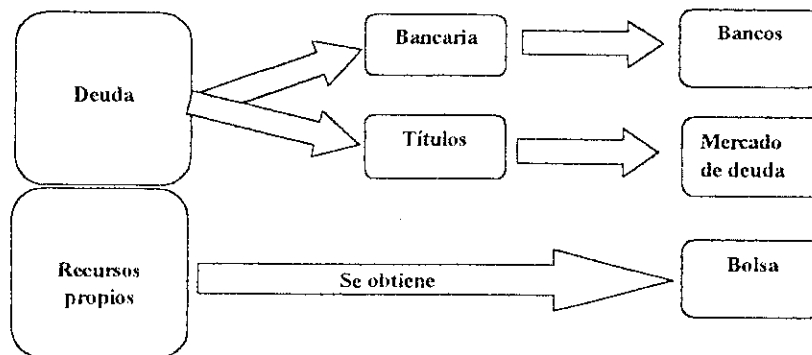 Bancaria
Bancos
Deuda
Títulos
Mercado
de deuda
Recursos
propios
Se obtiene
Bolsa